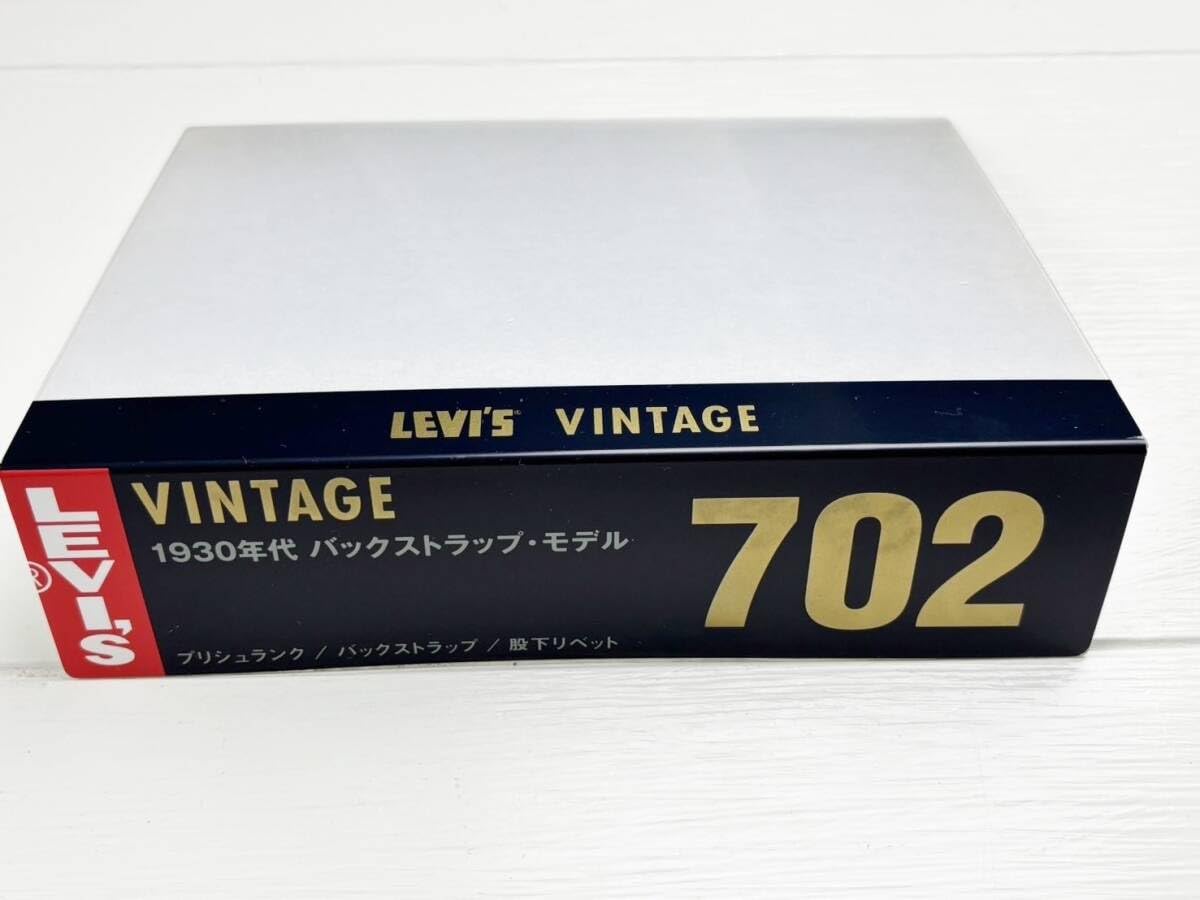 LEVI'S VINTAGE
LEVI'S®
VINTAGE
1930年代 バックストラップ・モデル
702
プリシュランク / バックストラップ / 股下リベット